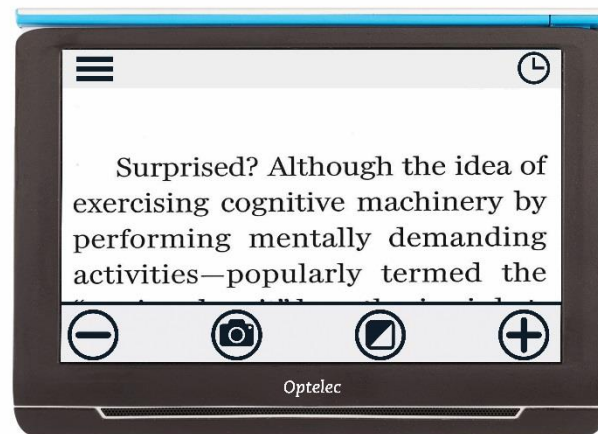 Surprised? Although the idea of
exercising cognitive machinery by
performing mentally demanding
activities—popularly termed the
Optelec